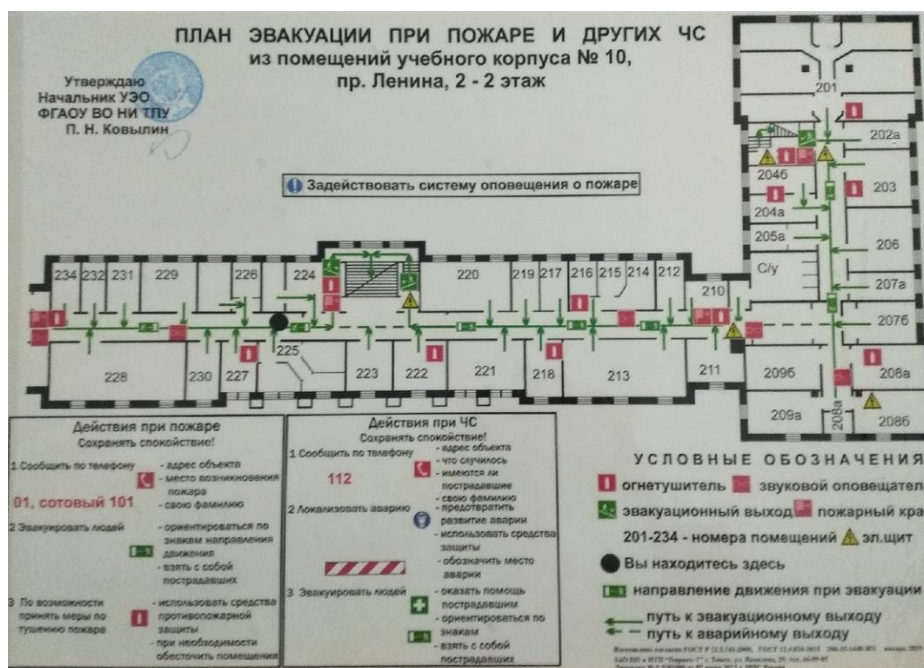 ПЛАН ЭВАКУАЦИИ ПРИ ПОЖАРЕ И ДРУГИХ ЧС
из помещений учебного корпуса № 10,
пр. Ленина, 2 - 2 этаж
Утверждаю
Начальник УЭО
ФГАОУ ВО НИ ТПУ
П. Н. Ковылин
Задействовать систему оповещения о пожаре
201
202а
204б
203
204а
205а
206
С/у
207а
207б
234 232 231 229 226 224 220 219 217 216 215 214 212 210
228 230 227 225 223 222 221 218 213 211 209б 208а
209а 208а 208б
Действия при пожаре
Сохранять спокойствие!
1 Сообщить по телефону
- адрес объекта
- место возникновения
пожара
- свою фамилию
01, сотовый 101
2 Эвакуировать людей
- ориентироваться по
знакам направления
движения
- взять с собой
пострадавших
3 По возможности
принять меры по
тушению пожара
- использовать средства
противопожарной
защиты
- при необходимости
обесточить помещения
Действия при ЧС
Сохранять спокойствие!
1 Сообщить по телефону
112
- адрес объекта
- что случилось
- имеются ли
пострадавшие
- свою фамилию
2 Локализовать аварию
- предотвратить
развитие аварии
- использовать средства
защиты
- обозначить место
аварии
3 Эвакуировать людей
- оказать помощь
пострадавшим
- ориентироваться по
знакам
- взять с собой
пострадавших
УСЛОВНЫЕ ОБОЗНАЧЕНИЯ
огнетушитель звуковой оповещател
эвакуационный выход пожарный кра
201-234 - номера помещений эл.щит
Вы находитесь здесь
направление движения при эвакуации
путь к эвакуационному выходу
путь к аварийному выходу